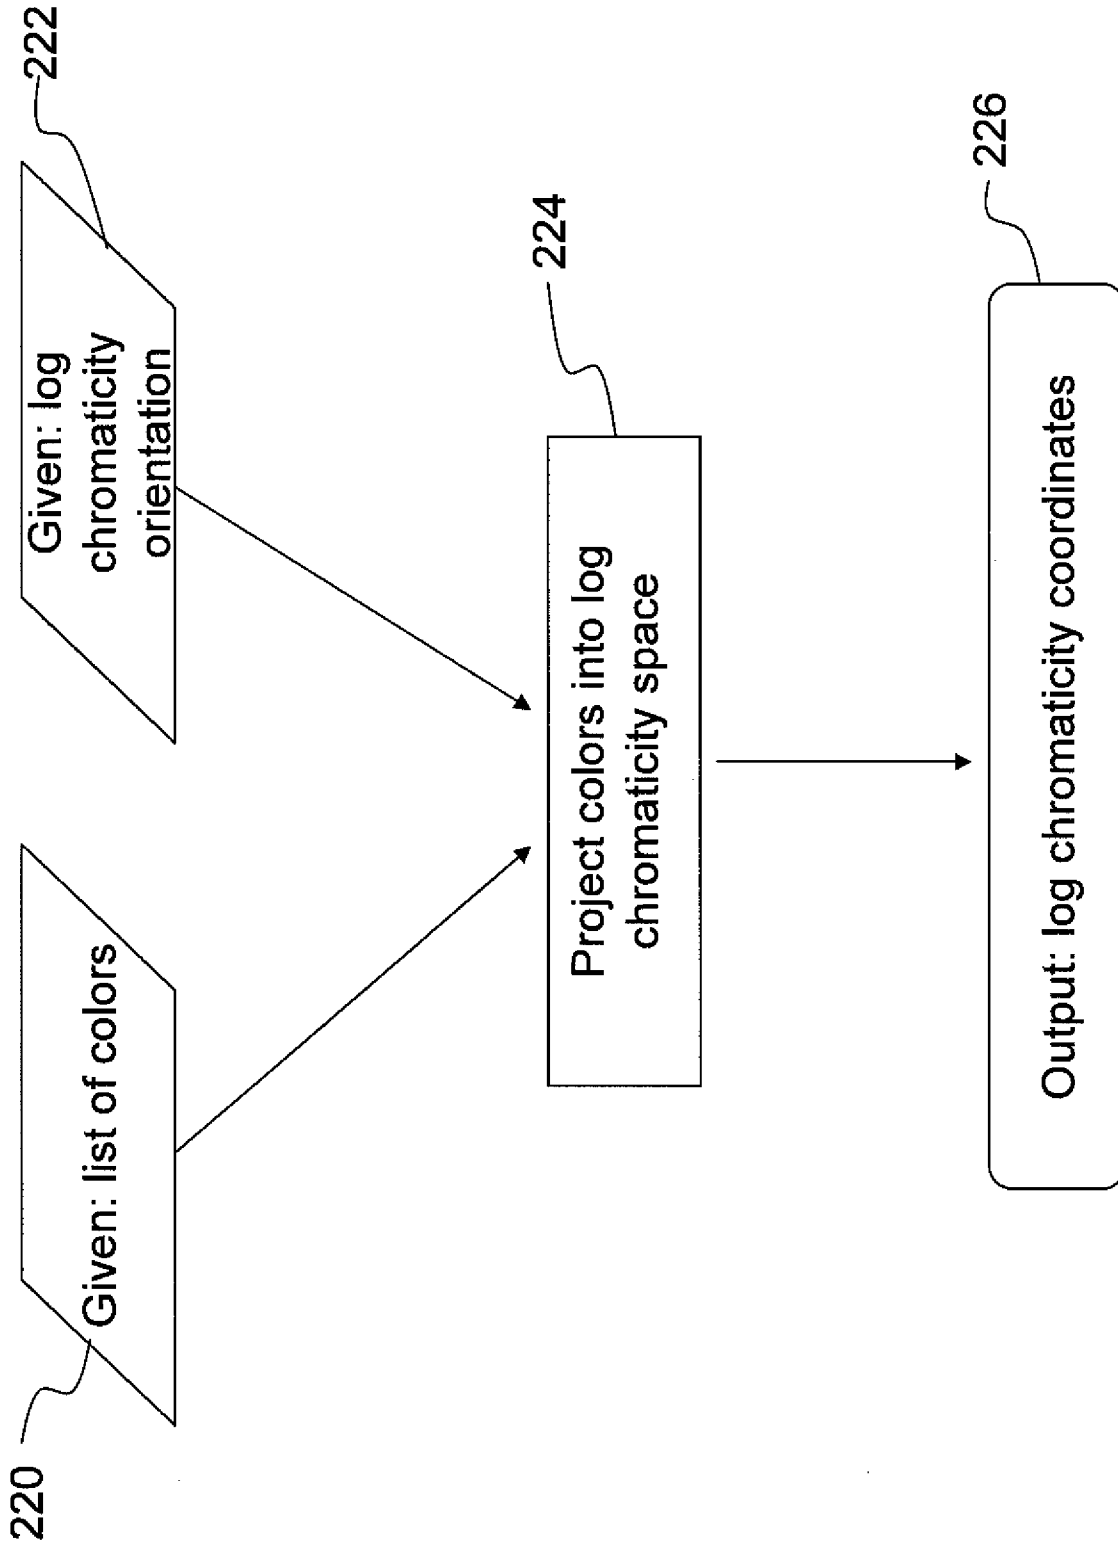 220
Given: list of colors
222
Given: log
chromaticity
orientation
224
Project colors into log
chromaticity space
226
Output: log chromaticity coordinates